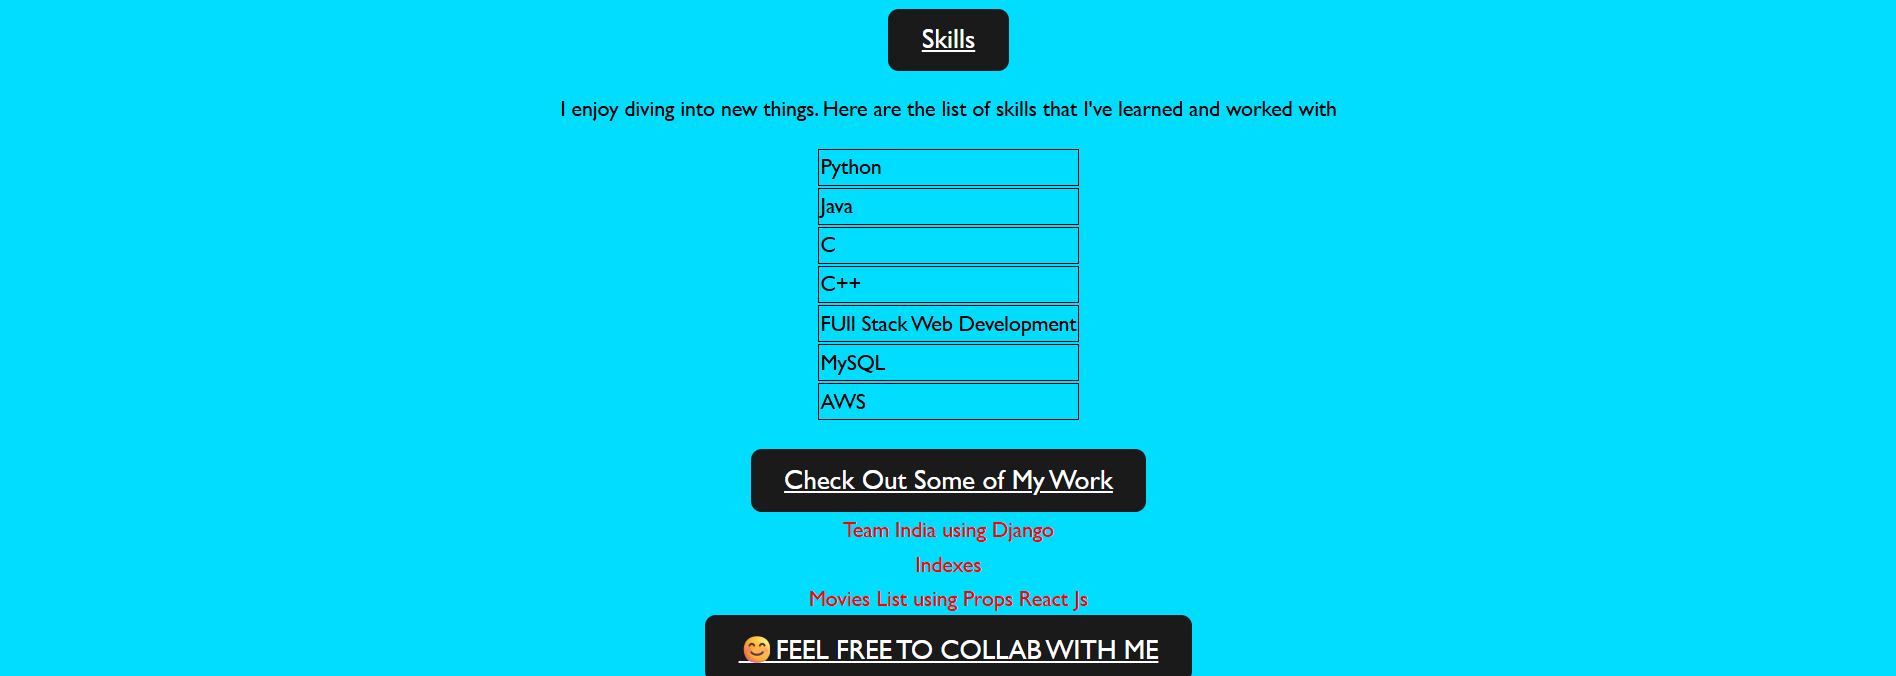 Skills
I enjoy diving into new things. Here are the list of skills that I've learned and worked with
Python
Java
C
C++
FUll Stack Web Development
MySQL
AWS
Check Out Some of My Work
Team India using Django
Indexes
Movies List using Props React Js
😊 FEEL FREE TO COLLAB WITH ME